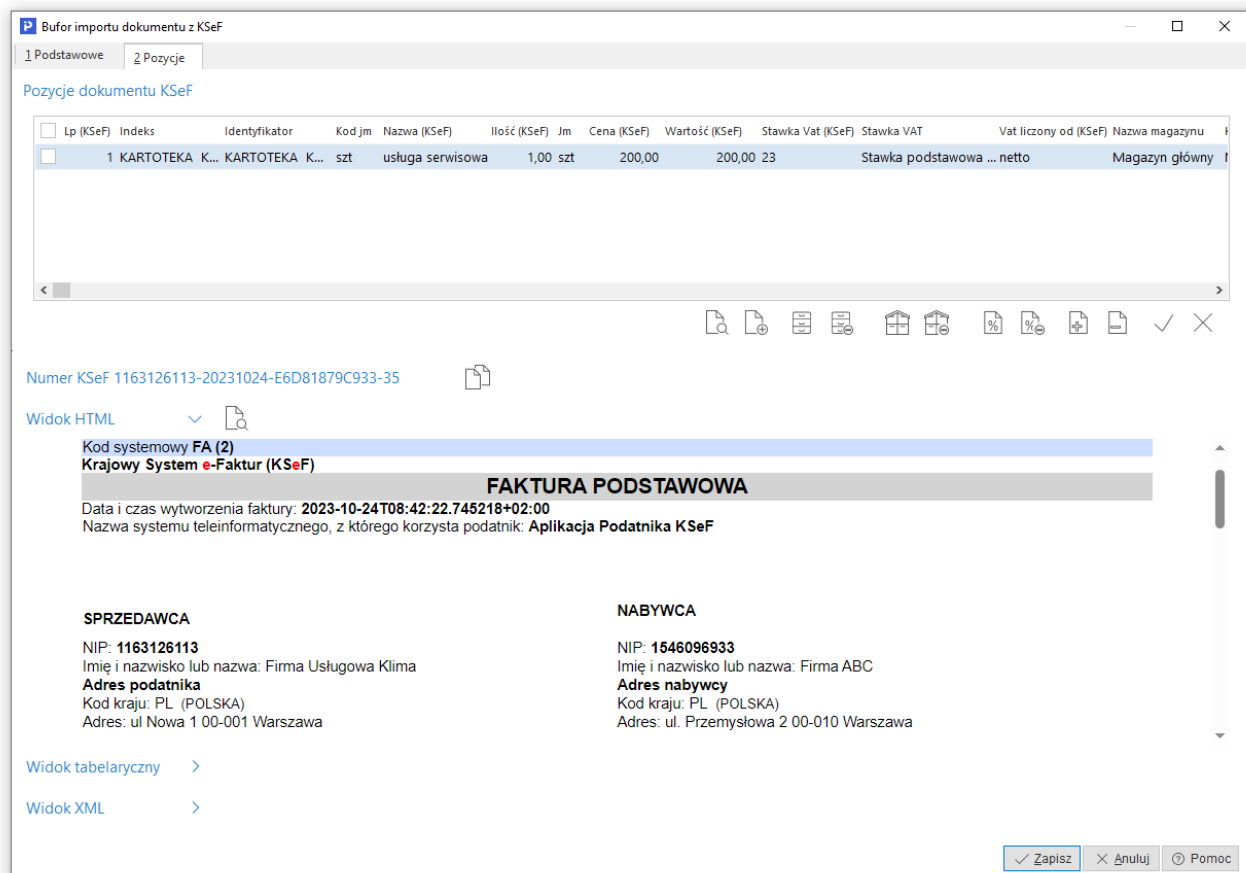 Bufor importu dokumentu z KSeF
1 Podstawowe 2 Pozycje
Pozycje dokumentu KSeF
Lp (KSeF) Indeks Identyfikator Kod jm Nazwa (KSeF) Ilość (KSeF) Jm Cena (KSeF) Wartość (KSeF) Stawka Vat (KSeF) Stawka VAT Vat liczony od (KSeF) Nazwa magazynu
1 KARTOTEKA K... KARTOTEKA K... szt usługa serwisowa 1,00 szt 200,00 200,00 23 Stawka podstawowa ... netto Magazyn główny
Numer KSeF 1163126113-20231024-E6D81879C933-35
Widok HTML
Kod systemowy FA (2)
Krajowy System e-Faktur (KSeF)
FAKTURA PODSTAWOWA
Data i czas wytworzenia faktury: 2023-10-24T08:42:22.745218+02:00
Nazwa systemu teleinformatycznego, z którego korzysta podatnik: Aplikacja Podatnika KSeF
SPRZEDAWCA
NIP: 1163126113
Imię i nazwisko lub nazwa: Firma Usługowa Klima
Adres podatnika
Kod kraju: PL (POLSKA)
Adres: ul Nowa 1 00-001 Warszawa
NABYWCA
NIP: 1546096933
Imię i nazwisko lub nazwa: Firma ABC
Adres nabywcy
Kod kraju: PL (POLSKA)
Adres: ul. Przemysłowa 2 00-010 Warszawa
Widok tabelaryczny
Widok XML
Zapisz Anuluj Pomoc